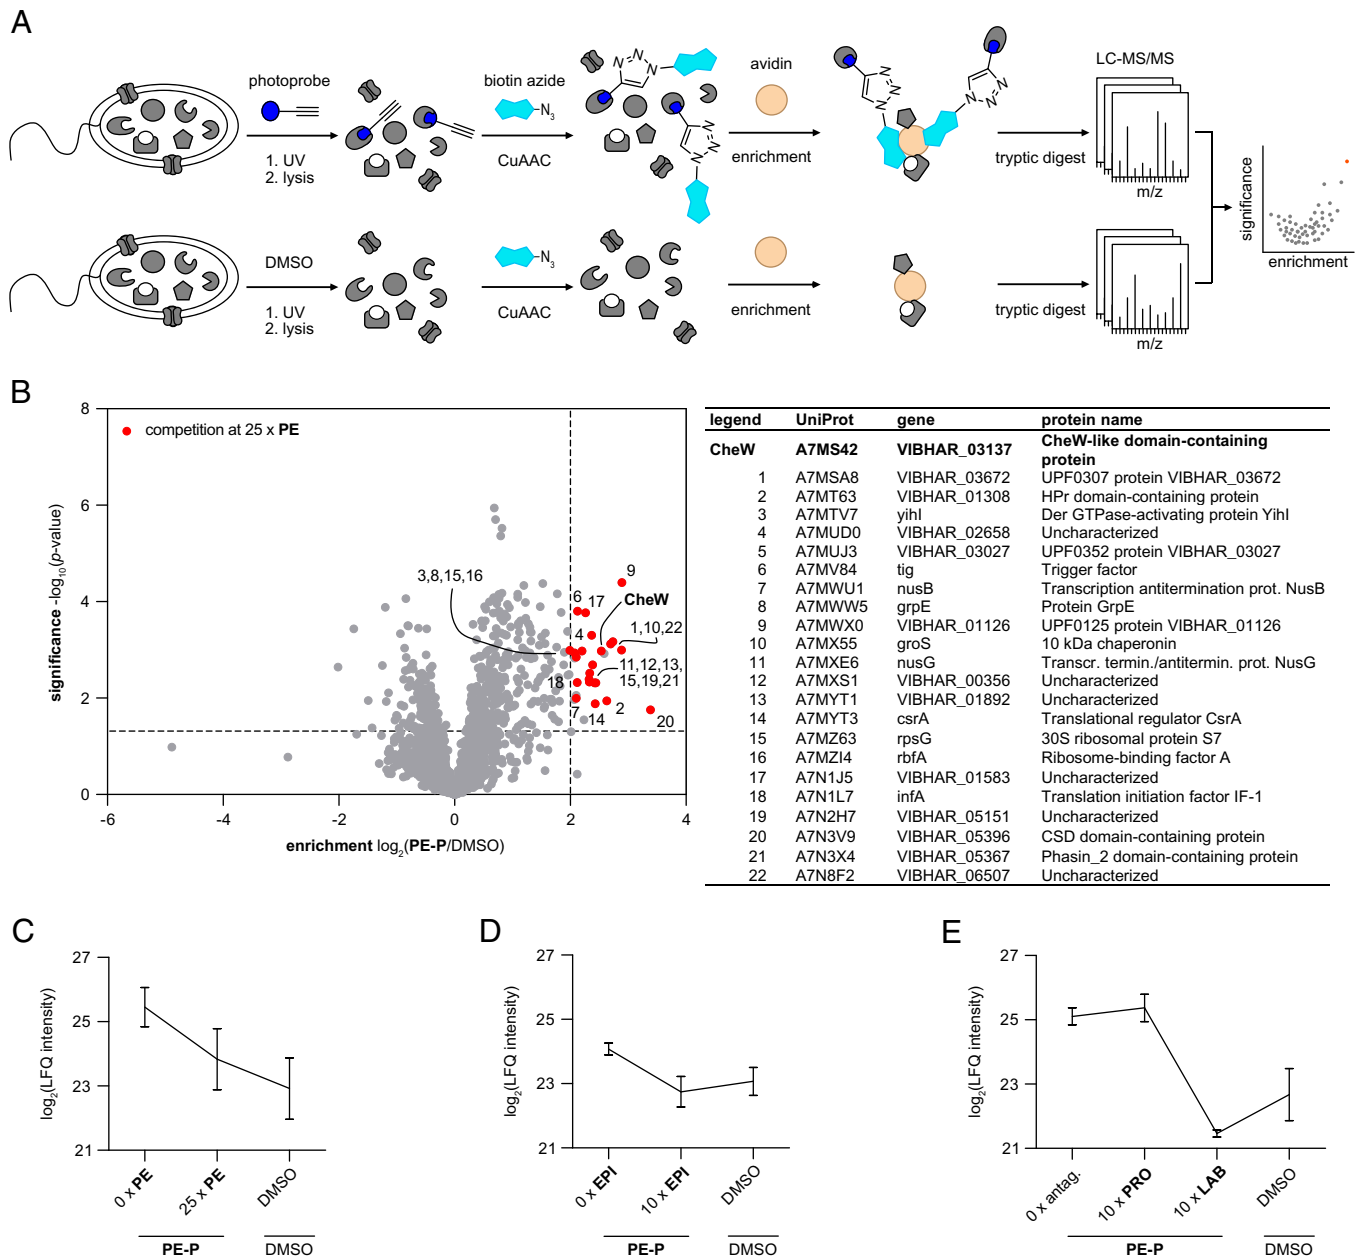 A
photoprobe
1. UV
2. lysis
biotin azide
N3
CuAAC
N
N
N
N
N
N
avidin
enrichment
N
N
N
N
N
N
tryptic digest
LC-MS/MS
m/z
DMSO
1. UV
2. lysis
N3
CuAAC
enrichment
tryptic digest
m/z
significance
enrichment
B
competition at 25 x PE
8
6
4
2
0
-6
-4
-2
0
2
4
significance -log10(p-value)
enrichment log2(PE-P/DMSO)
3,8,15,16
9
6
17
CheW
4
1,10,22
11,12,13,
15,19,21
18
7
14
2
20
legend UniProt gene protein name
CheW A7MS42 VIBHAR_03137 CheW-like domain-containing
protein
1 A7MSA8 VIBHAR_03672 UPF0307 protein VIBHAR_03672
2 A7MT63 VIBHAR_01308 HPr domain-containing protein
3 A7MTV7 yihI Der GTPase-activating protein YihI
4 A7MUD0 VIBHAR_02658 Uncharacterized
5 A7MUJ3 VIBHAR_03027 UPF0352 protein VIBHAR_03027
6 A7MV84 tig Trigger factor
7 A7MWU1 nusB Transcription antitermination prot. NusB
8 A7MWW5 grpE Protein GrpE
9 A7MWX0 VIBHAR_01126 UPF0125 protein VIBHAR_01126
10 A7MX55 groS 10 kDa chaperonin
11 A7MXE6 nusG Transcr. termin./antitermin. prot. NusG
12 A7MXS1 VIBHAR_00356 Uncharacterized
13 A7MYT1 VIBHAR_01892 Uncharacterized
14 A7MYT3 csrA Translational regulator CsrA
15 A7MZ63 rpsG 30S ribosomal protein S7
16 A7MZI4 rbfA Ribosome-binding factor A
17 A7N1J5 VIBHAR_01583 Uncharacterized
18 A7N1L7 infA Translation initiation factor IF-1
19 A7N2H7 VIBHAR_05151 Uncharacterized
20 A7N3V9 VIBHAR_05396 CSD domain-containing protein
21 A7N3X4 VIBHAR_05367 Phasin_2 domain-containing protein
22 A7N8F2 VIBHAR_06507 Uncharacterized
C
27
25
23
21
log2(LFQ intensity)
0 x PE
25 x PE
DMSO
PE-P
DMSO
D
27
25
23
21
log2(LFQ intensity)
0 x EPI
10 x EPI
DMSO
PE-P
DMSO
E
27
25
23
21
log2(LFQ intensity)
0 x antag.
10 x PRO
10 x LAB
DMSO
PE-P
DMSO